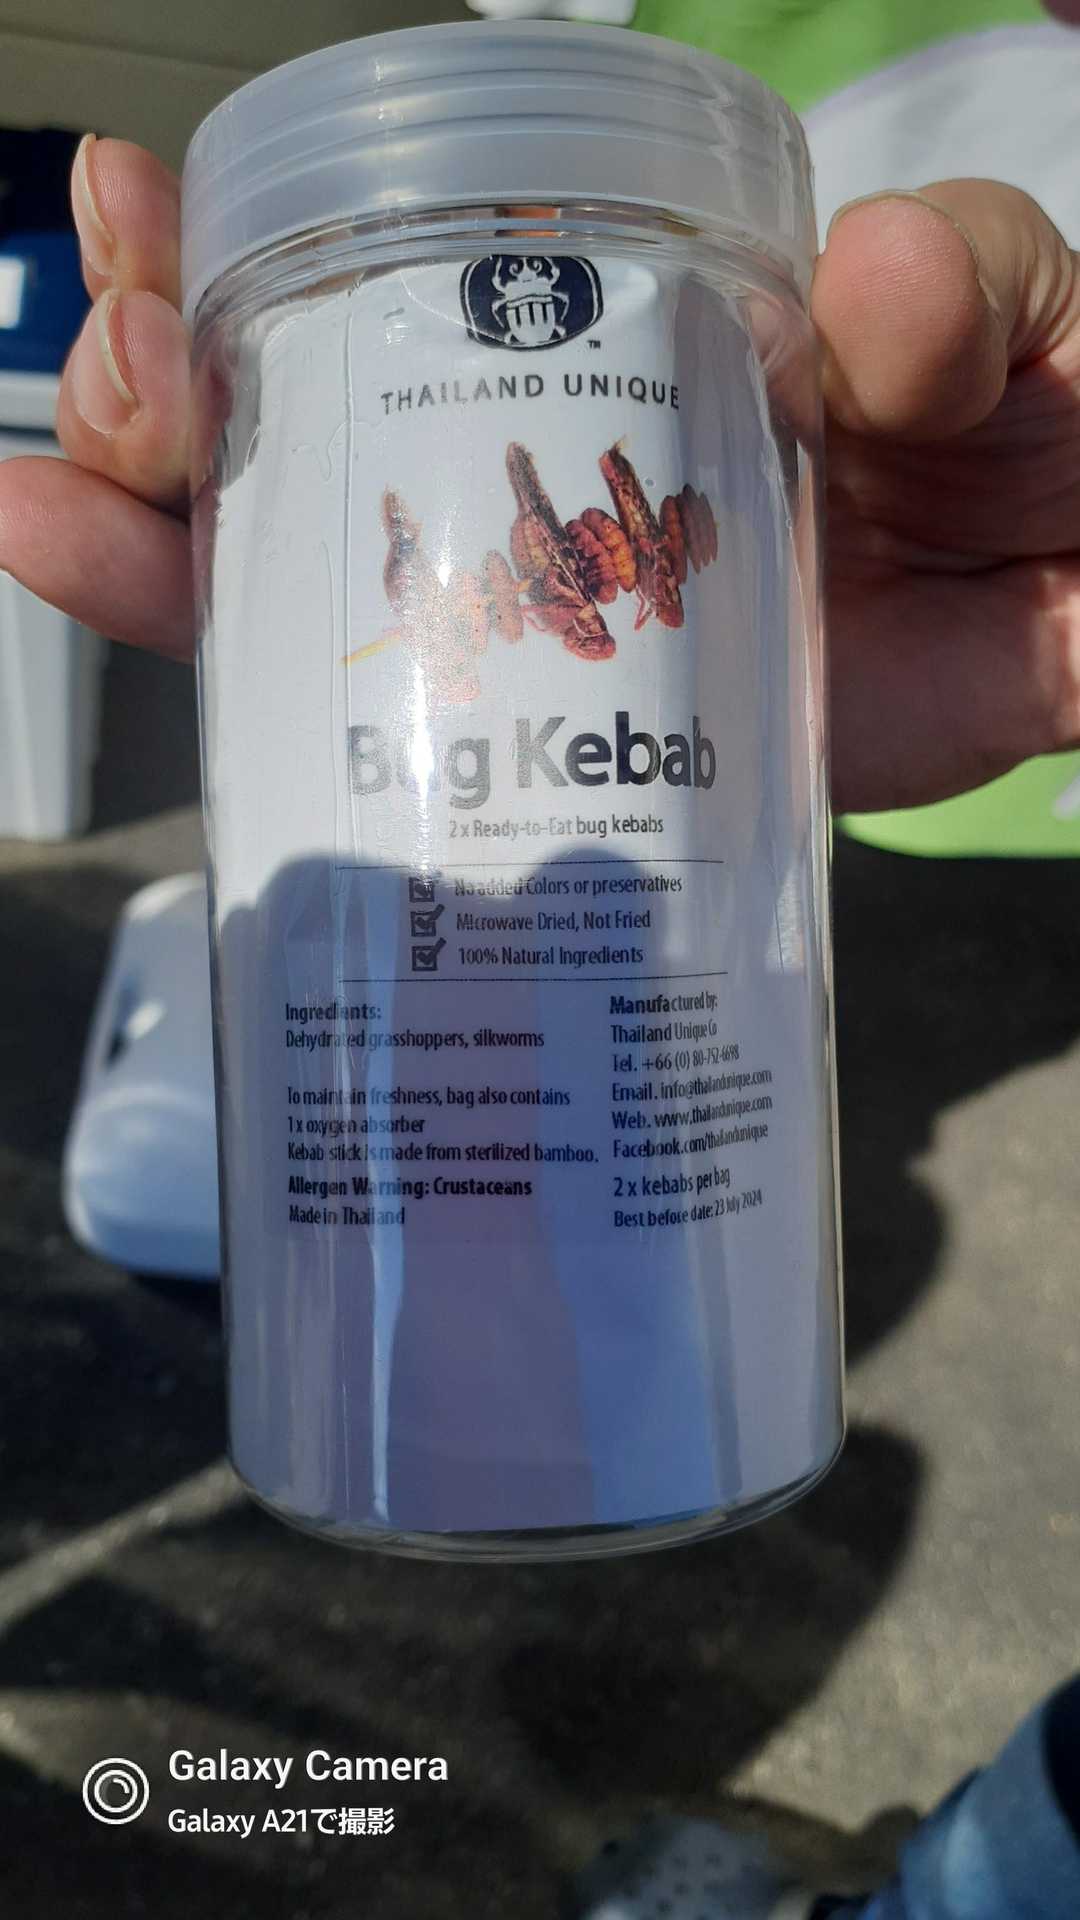 THAILAND UNIQUE
TM
Bug Kebab
2 x Ready-to-Eat bug kebabs
No added Colors or preservatives
Microwave Dried, Not Fried
100% Natural Ingredients
Ingredients:
Dehydrated grasshoppers, silkworms
To maintain freshness, bag also contains
1 x oxygen absorber
Kebab stick is made from sterilized bamboo.
Allergen Warning: Crustaceans
Made in Thailand
Manufactured by:
Thailand Unique Co
Tel. +66 (0) 80-752-6698
Email. info@thailandunique.com
Web. www.thailandunique.com
Facebook.com/thailandunique
2 x kebabs per bag
Best before date: 23 July 2024
Galaxy Camera
Galaxy A21で撮影